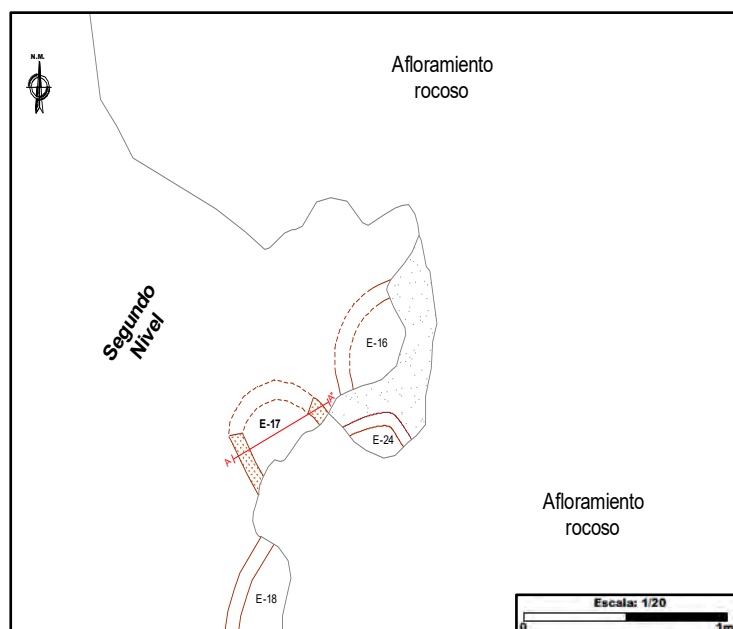 N.M.
Afloramiento
rocoso
Segundo
Nivel
E-16
E-17
A
A'
E-24
Afloramiento
rocoso
E-18
Escala: 1/20
0
1m